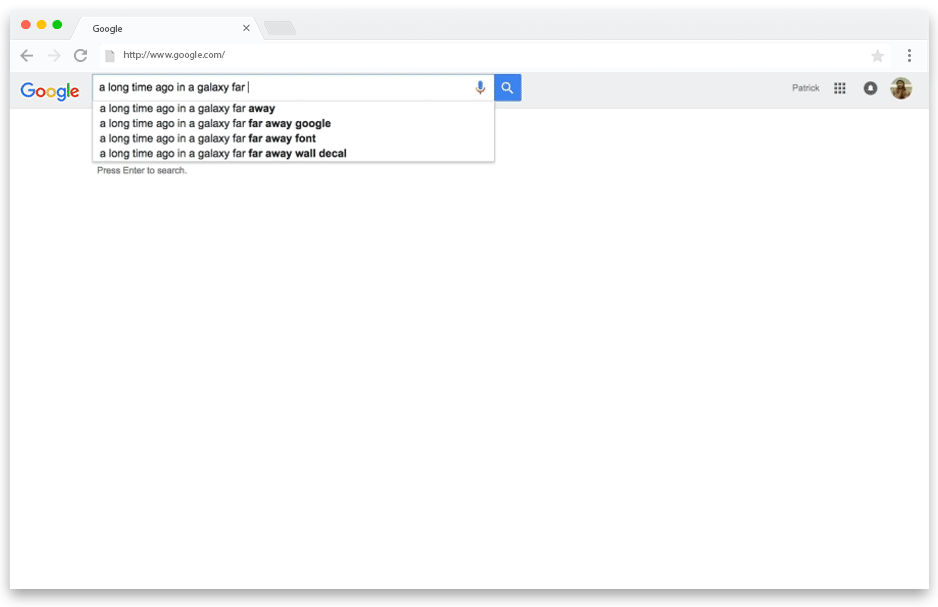 Google
http://www.google.com/
Google
a long time ago in a galaxy far
Patrick
a long time ago in a galaxy far away
a long time ago in a galaxy far far away google
a long time ago in a galaxy far far away font
a long time ago in a galaxy far far away wall decal
Press Enter to search.